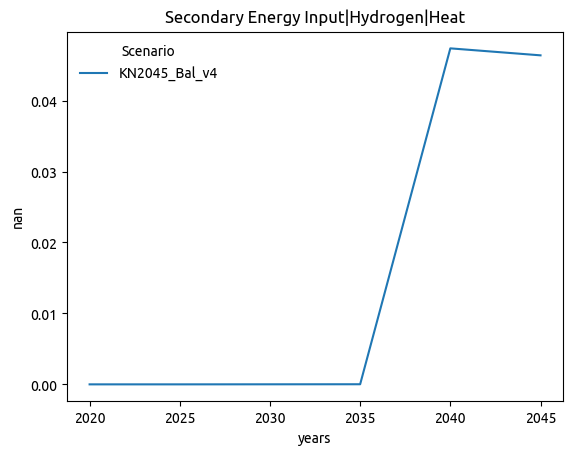 Secondary Energy Input|Hydrogen|Heat
Scenario
KN2045_Bal_v4
0.04
0.03
0.02
0.01
0.00
nan
2020 2025 2030 2035 2040 2045
years